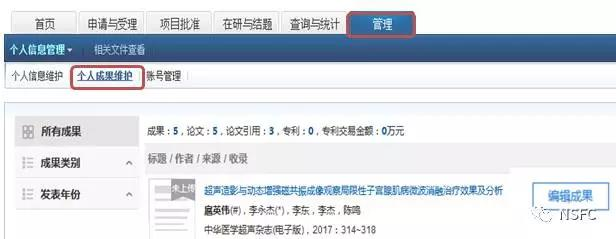 首页 申请与受理 项目批准 在研与结题 查询与统计 管理
个人信息管理 相关文件查看
个人信息维护 个人成果维护 账号管理
所有成果
成果类别
发表年份
成果：5，论文：5，论文引用：3，专利：0，专利交易金额：0万元
标题 / 作者 / 来源 / 收录
未上传
超声造影与动态增强磁共振成像观察局限性子宫腺肌病微波消融治疗效果及分析
扈英伟(#)，李永杰(*)，李东，李杰，陈鸣
中华医学超声杂志(电子版)，2017：314~318
编辑成果
NSFC